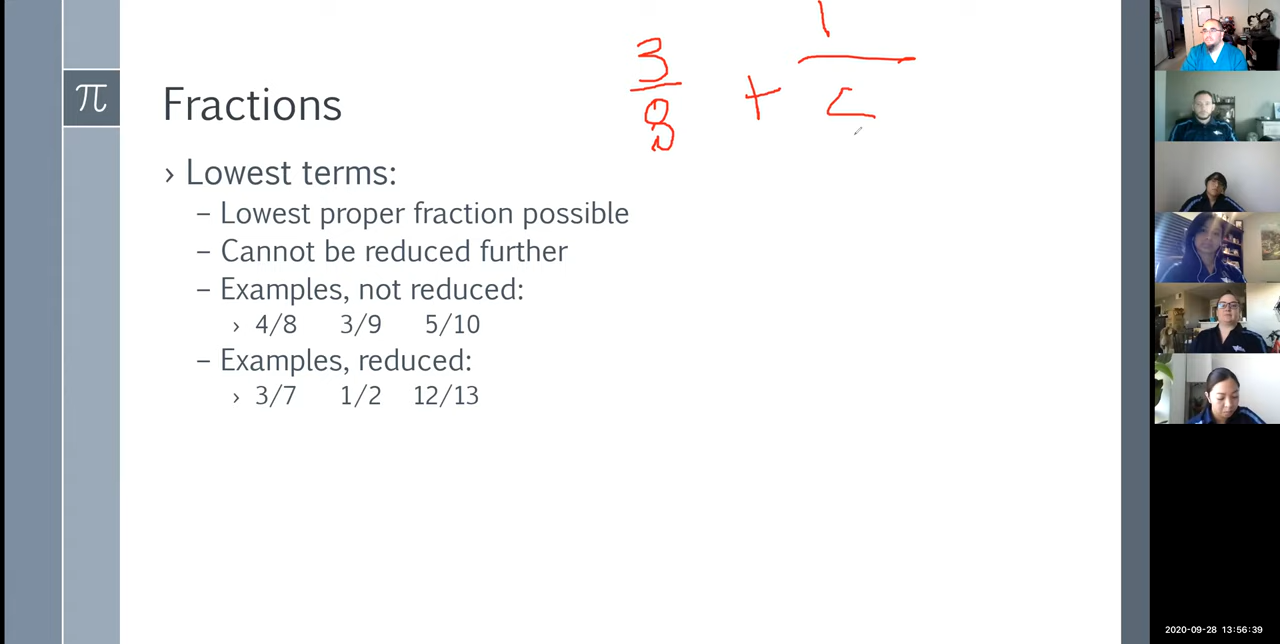 3/8 + 1/
π
Fractions
› Lowest terms:
– Lowest proper fraction possible
– Cannot be reduced further
– Examples, not reduced:
› 4/8 3/9 5/10
– Examples, reduced:
› 3/7 1/2 12/13
2020-09-28 13:56:39